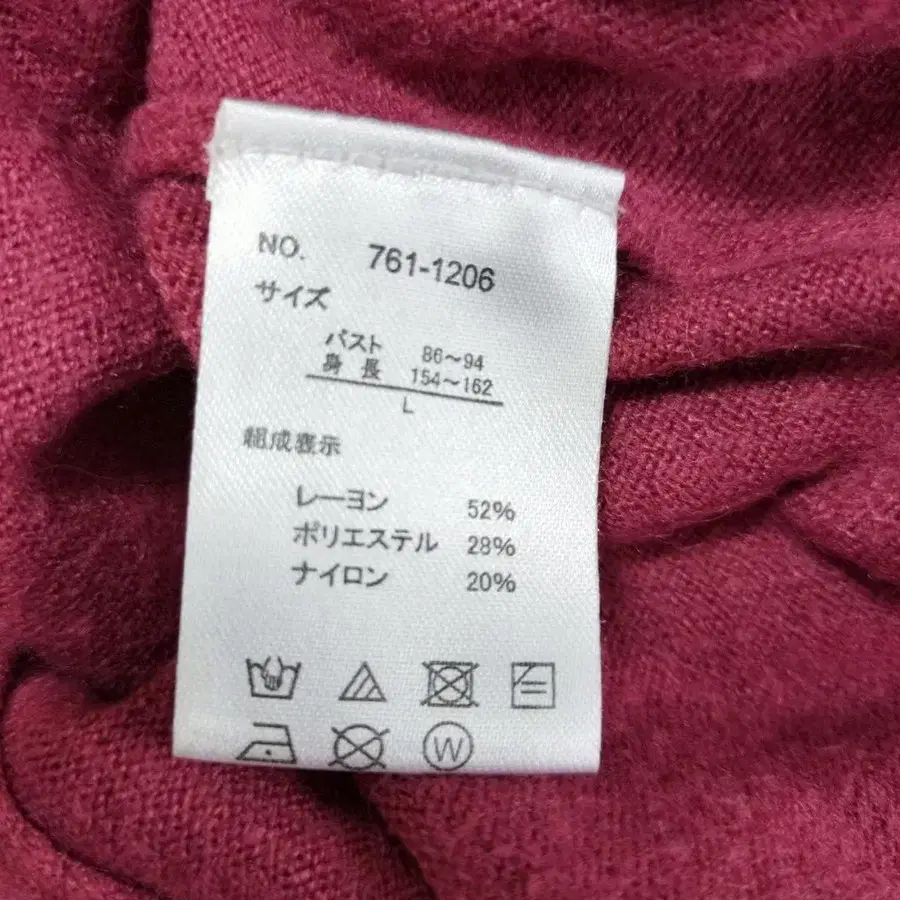 NO. 761-1206
サイズ
バスト 86～94
身長 154～162
L
組成表示
レーヨン 52%
ポリエステル 28%
ナイロン 20%
W